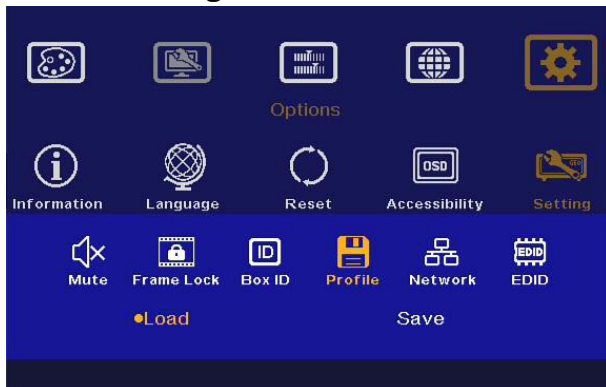 Options
Information Language Reset Accessibility Setting
OSD
GEO
ID
EDID
Mute Frame Lock Box ID Profile Network EDID
•Load Save